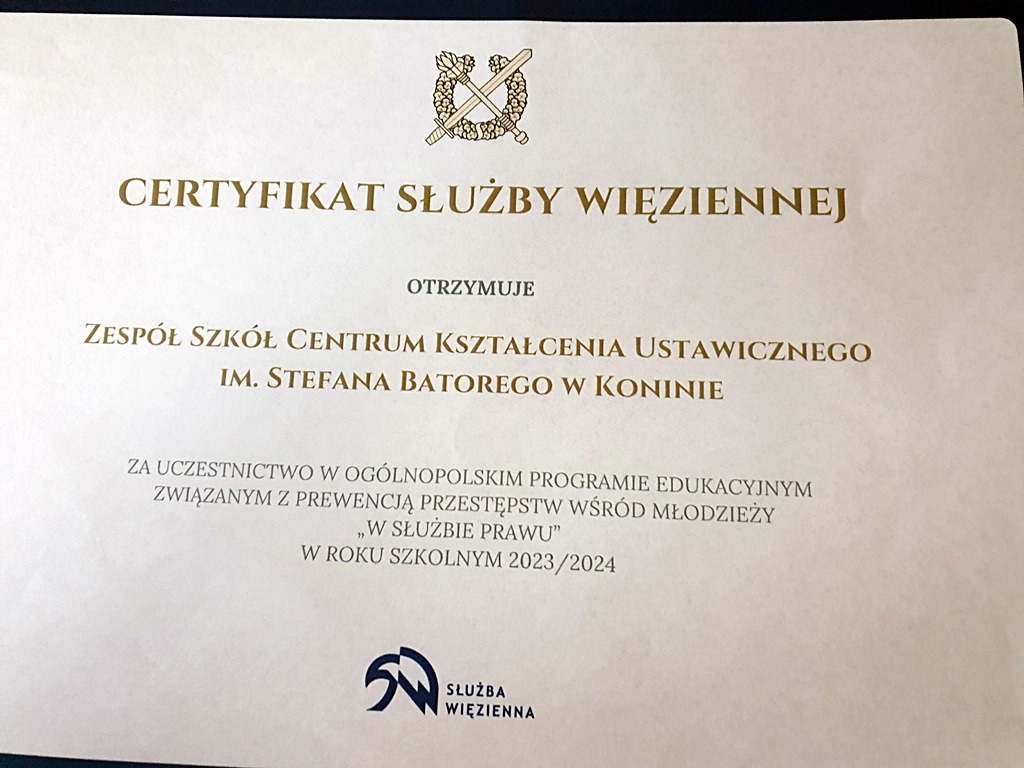 CERTYFIKAT SŁUŻBY WIĘZIENNEJ
OTRZYMUJE
ZESPÓŁ SZKÓŁ CENTRUM KSZTAŁCENIA USTAWICZNEGO
IM. STEFANA BATOREGO W KONINIE
ZA UCZESTNICTWO W OGÓLNOPOLSKIM PROGRAMIE EDUKACYJNYM
ZWIĄZANYM Z PREWENCJĄ PRZESTĘPSTW WŚRÓD MŁODZIEŻY
„W SŁUŻBIE PRAWU”
W ROKU SZKOLNYM 2023/2024
SW
SŁUŻBA
WIĘZIENNA